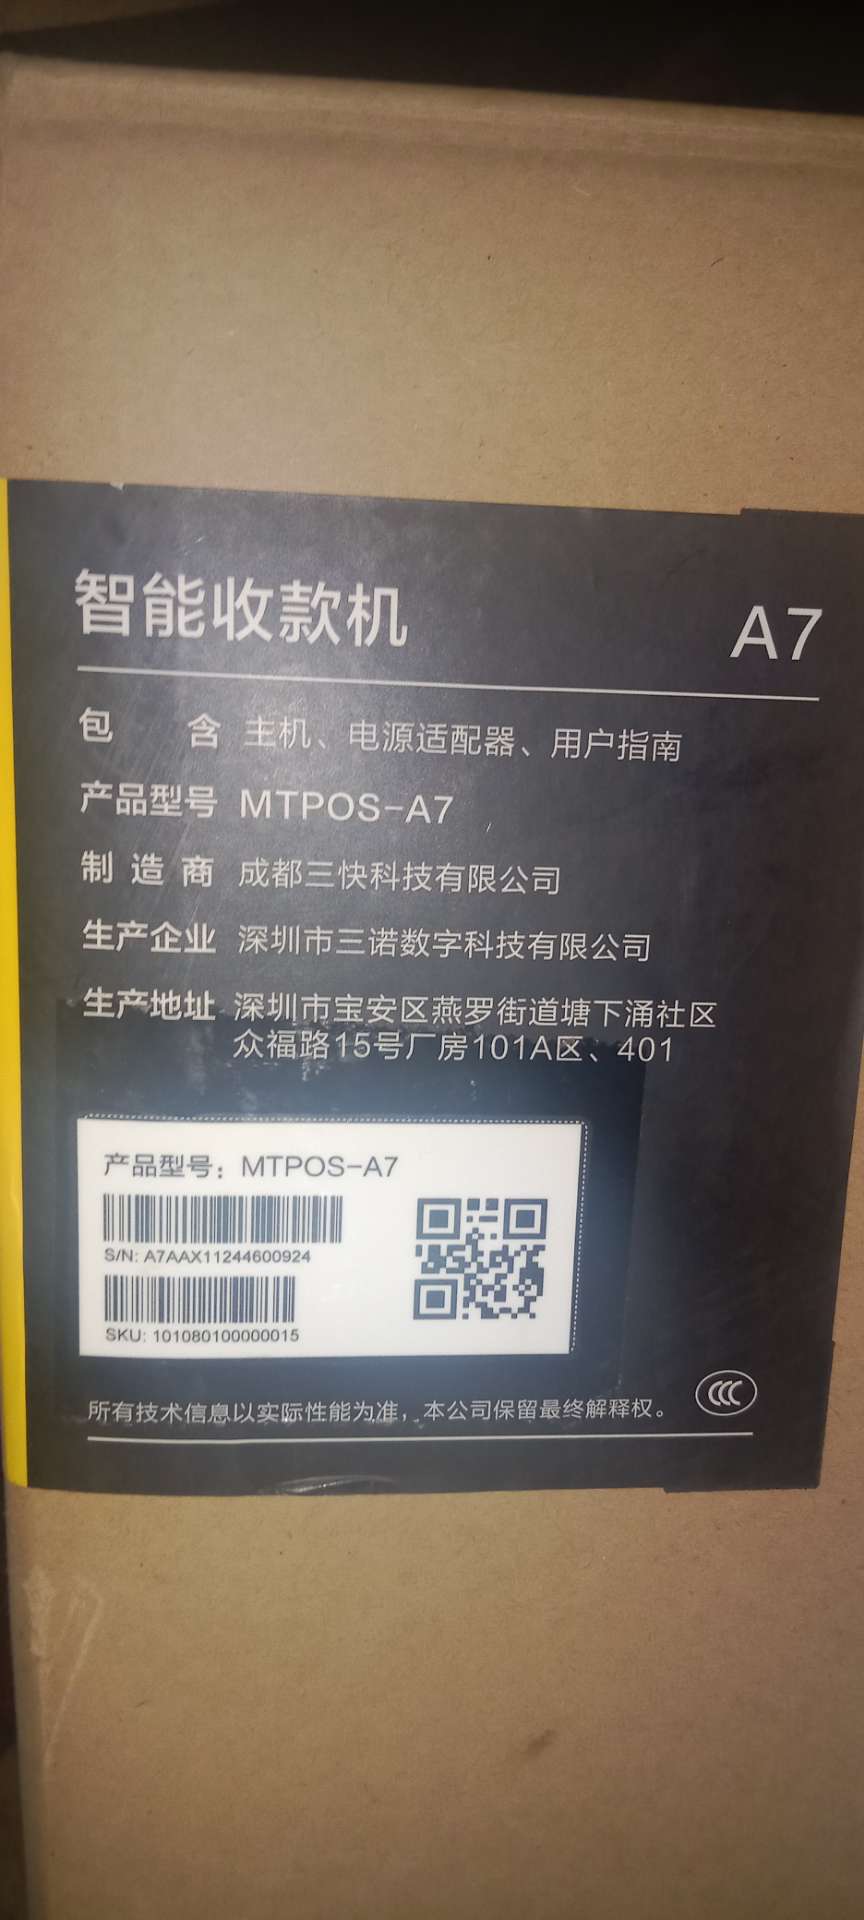 智能收款机 A7
包 含 主机、电源适配器、用户指南
产品型号 MTPOS-A7
制造商 成都三快科技有限公司
生产企业 深圳市三诺数字科技有限公司
生产地址 深圳市宝安区燕罗街道塘下涌社区
众福路15号厂房101A区、401
产品型号：MTPOS-A7
S/N: A7AAX11244600924
SKU: 101080100000015
所有技术信息以实际性能为准，本公司保留最终解释权。
CCC